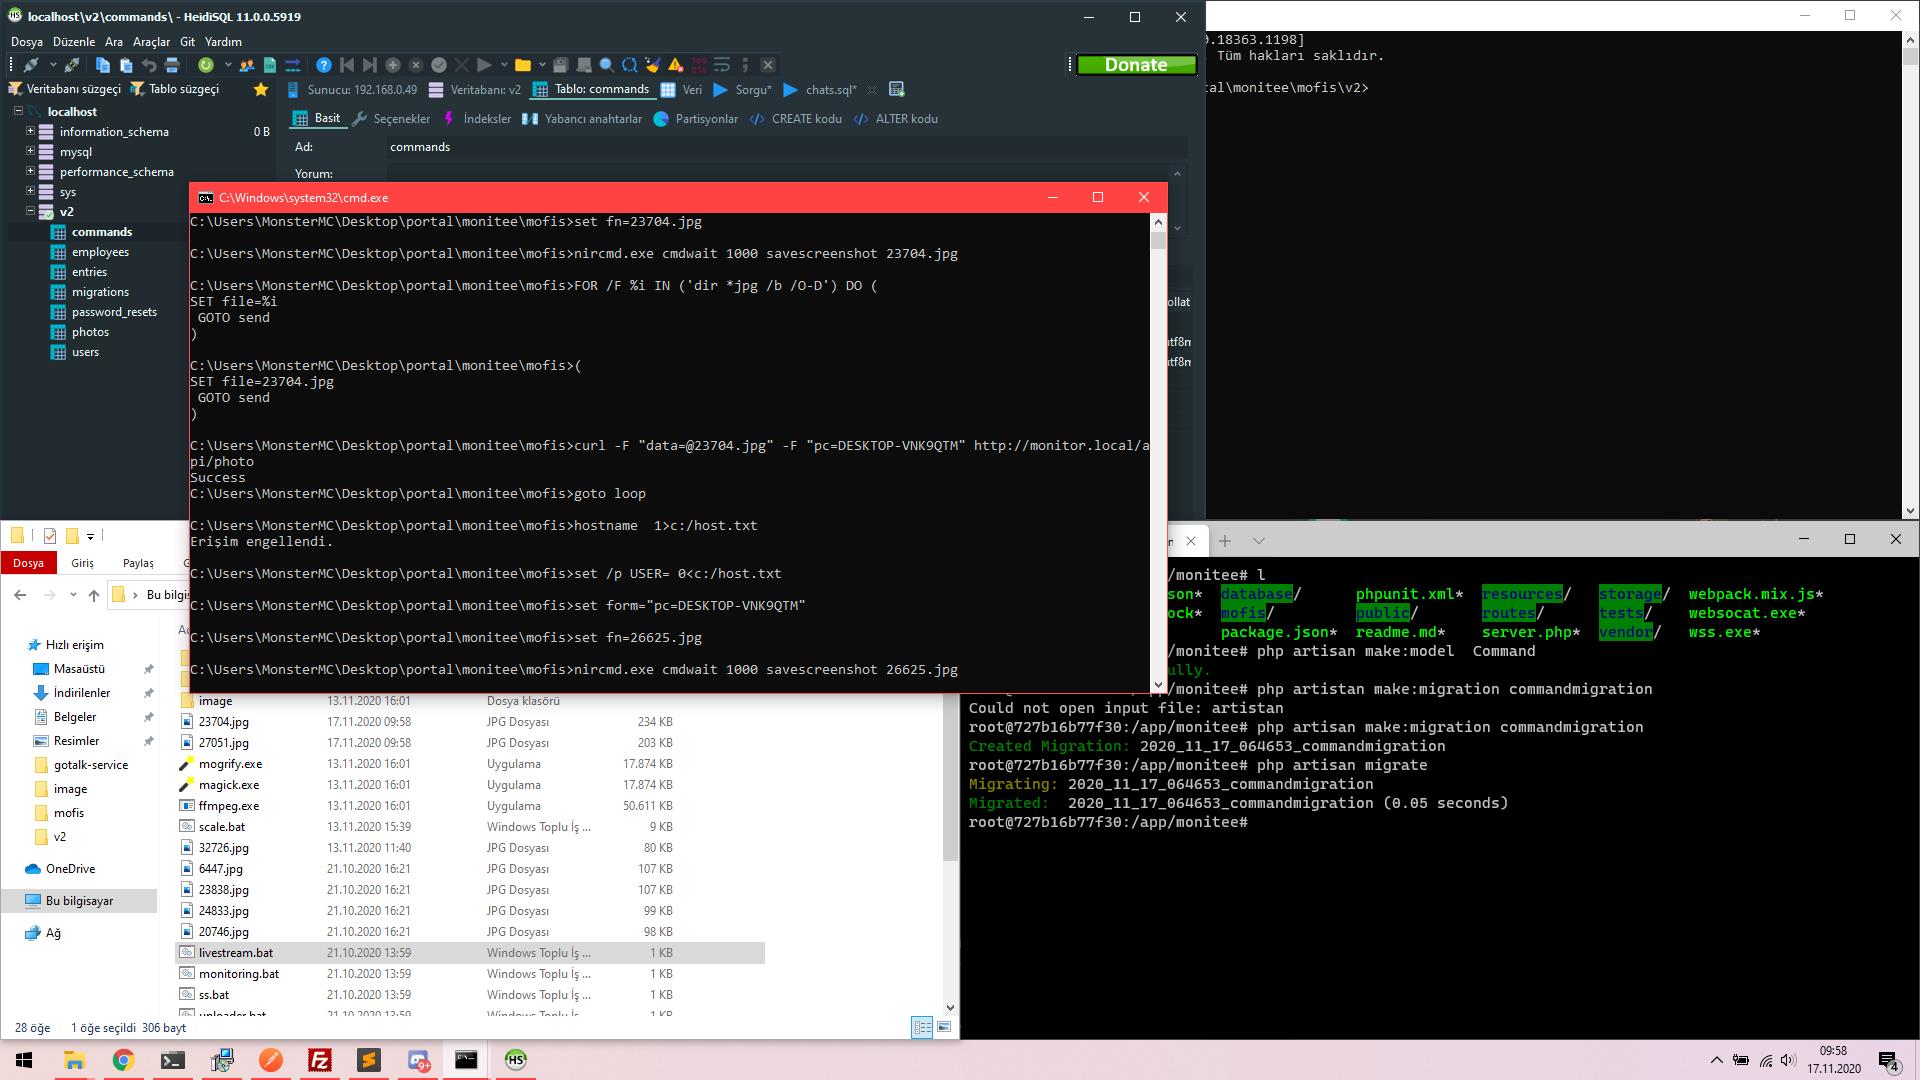 localhost\v2\commands\ - HeidiSQL 11.0.0.5919
Dosya Düzenle Ara Araçlar Git Yardım
Donate
Veritabanı süzgeçi Tablo süzgeçi
Sunucu: 192.168.0.49 Veritabanı: v2 Tablo: commands Veri Sorgu* chats.sql*
localhost
information_schema 0 B
mysql
performance_schema
sys
v2
commands
employees
entries
migrations
password_resets
photos
users
Basit Seçenekler İndeksler Yabancı anahtarlar Partisyonlar CREATE kodu ALTER kodu
Ad: commands
Yorum:
ollat
utf8m
utf8m
0.18363.1198]
Tüm hakları saklıdır.
tal\monitee\mofis\v2>
C:\Windows\system32\cmd.exe
C:\Users\MonsterMC\Desktop\portal\monitee\mofis>set fn=23704.jpg
C:\Users\MonsterMC\Desktop\portal\monitee\mofis>nircmd.exe cmdwait 1000 savescreenshot 23704.jpg
C:\Users\MonsterMC\Desktop\portal\monitee\mofis>FOR /F %i IN ('dir *jpg /b /O-D') DO (
SET file=%i
GOTO send
)
C:\Users\MonsterMC\Desktop\portal\monitee\mofis>(
SET file=23704.jpg
GOTO send
)
C:\Users\MonsterMC\Desktop\portal\monitee\mofis>curl -F "data=@23704.jpg" -F "pc=DESKTOP-VNK9QTM" http://monitor.local/a
pi/photo
Success
C:\Users\MonsterMC\Desktop\portal\monitee\mofis>goto loop
C:\Users\MonsterMC\Desktop\portal\monitee\mofis>hostname  1>c:/host.txt
Erişim engellendi.
C:\Users\MonsterMC\Desktop\portal\monitee\mofis>set /p USER= 0<c:/host.txt
C:\Users\MonsterMC\Desktop\portal\monitee\mofis>set form="pc=DESKTOP-VNK9QTM"
C:\Users\MonsterMC\Desktop\portal\monitee\mofis>set fn=26625.jpg
C:\Users\MonsterMC\Desktop\portal\monitee\mofis>nircmd.exe cmdwait 1000 savescreenshot 26625.jpg
Dosya Giriş Paylaş
Bu bilgis
Hızlı erişim
Masaüstü
İndirilenler
Belgeler
Resimler
gotalk-service
image
mofis
v2
OneDrive
Bu bilgisayar
Ağ
image 13.11.2020 16:01 Dosya klasörü
23704.jpg 17.11.2020 09:58 JPG Dosyası 234 KB
27051.jpg 17.11.2020 09:58 JPG Dosyası 203 KB
mogrify.exe 13.11.2020 16:01 Uygulama 17.874 KB
magick.exe 13.11.2020 16:01 Uygulama 17.874 KB
ffmpeg.exe 13.11.2020 16:01 Uygulama 50.611 KB
scale.bat 13.11.2020 15:39 Windows Toplu İş ... 9 KB
32726.jpg 13.11.2020 11:40 JPG Dosyası 80 KB
6447.jpg 21.10.2020 16:21 JPG Dosyası 107 KB
23838.jpg 21.10.2020 16:21 JPG Dosyası 107 KB
24833.jpg 21.10.2020 16:21 JPG Dosyası 99 KB
20746.jpg 21.10.2020 16:21 JPG Dosyası 98 KB
livestream.bat 21.10.2020 13:59 Windows Toplu İş ... 1 KB
monitoring.bat 21.10.2020 13:59 Windows Toplu İş ... 1 KB
ss.bat 21.10.2020 13:59 Windows Toplu İş ... 1 KB
uploader.bat 21.10.2020 13:59 Windows Toplu İş ... 1 KB
28 öğe 1 öğe seçildi 306 bayt
/monitee# l
son* database/ phpunit.xml* resources/ storage/ webpack.mix.js*
ock* mofis/ public/ routes/ tests/ websocat.exe*
package.json* readme.md* server.php* vendor/ wss.exe*
/monitee# php artisan make:model  Command
ully.
/app/monitee# php artistan make:migration commandmigration
Could not open input file: artistan
root@727b16b77f30:/app/monitee# php artisan make:migration commandmigration
Created Migration: 2020_11_17_064653_commandmigration
root@727b16b77f30:/app/monitee# php artisan migrate
Migrating: 2020_11_17_064653_commandmigration
Migrated:  2020_11_17_064653_commandmigration (0.05 seconds)
root@727b16b77f30:/app/monitee#
9+
09:58
17.11.2020
4